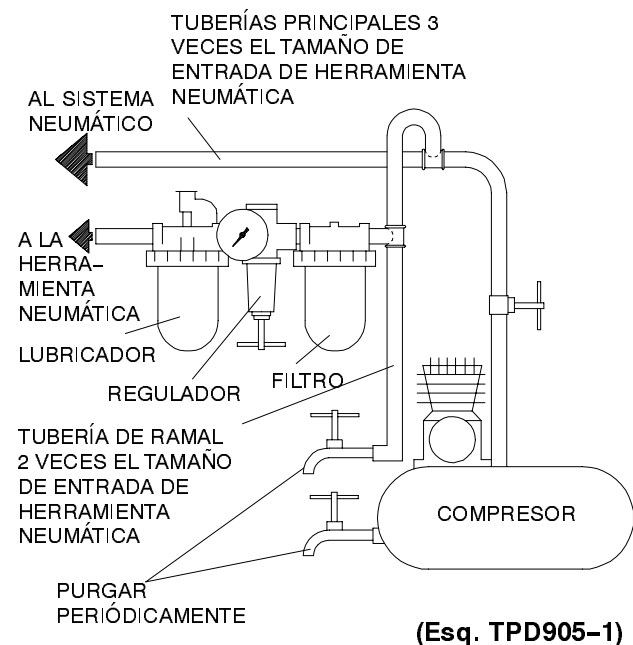 TUBERÍAS PRINCIPALES 3
VECES EL TAMAÑO DE
ENTRADA DE HERRAMIENTA
NEUMÁTICA
AL SISTEMA
NEUMÁTICO
A LA
HERRA–
MIENTA
NEUMÁTICA
LUBRICADOR
REGULADOR
FILTRO
TUBERÍA DE RAMAL
2 VECES EL TAMAÑO
DE ENTRADA DE
HERRAMIENTA
NEUMÁTICA
COMPRESOR
PURGAR
PERIÓDICAMENTE
(Esq. TPD905–1)